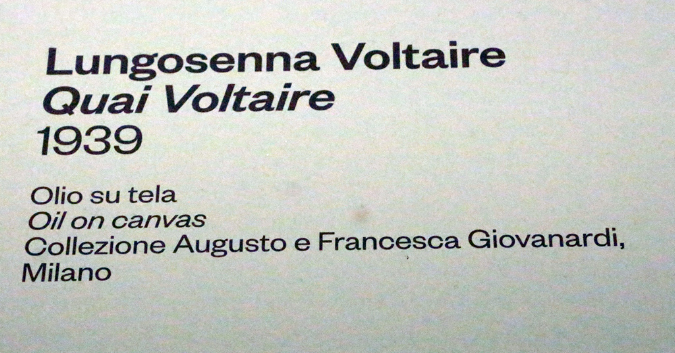 Lungosenna Voltaire
Quai Voltaire
1939
Olio su tela
Oil on canvas
Collezione Augusto e Francesca Giovanardi,
Milano